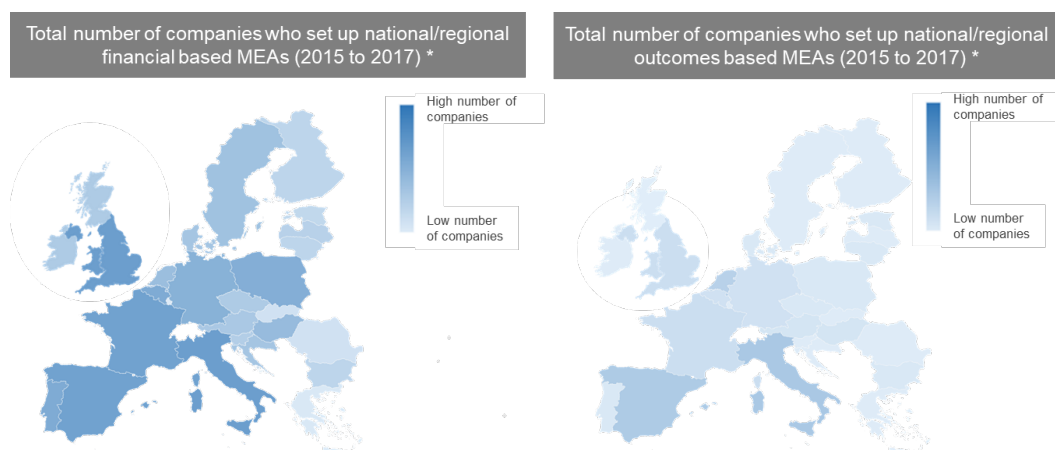 Total number of companies who set up national/regional
financial based MEAs (2015 to 2017) *
High number of
companies
Low number
of companies
Total number of companies who set up national/regional
outcomes based MEAs (2015 to 2017) *
High number of
companies
Low number
of companies